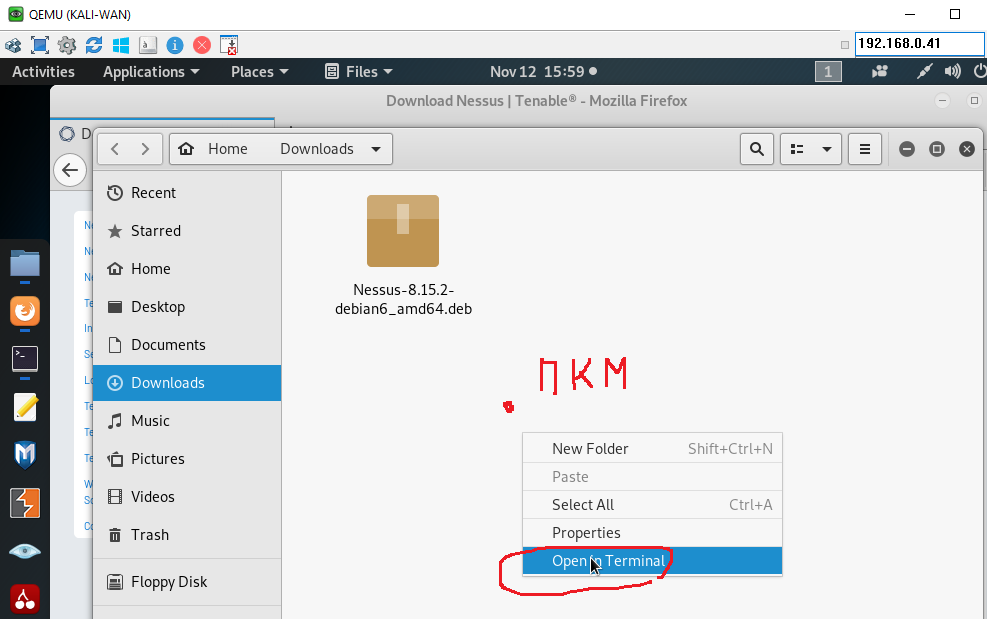 QEMU (KALI-WAN)
192.168.0.41
Activities Applications Places Files Nov 12 15:59 1
Download Nessus | Tenable® - Mozilla Firefox
D
Home Downloads
Recent
Starred
Home
Desktop
Documents
Downloads
Music
Pictures
Videos
Trash
Floppy Disk
Nessus-8.15.2-
debian6_amd64.deb
ПКМ
New Folder Shift+Ctrl+N
Paste
Select All Ctrl+A
Properties
Open in Terminal